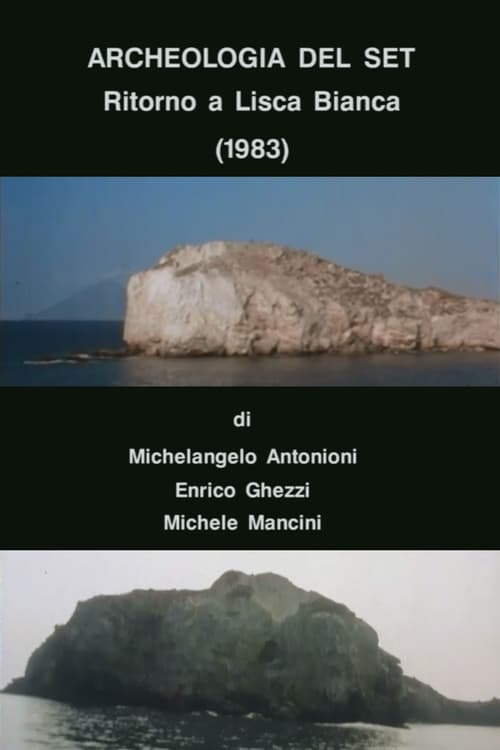 ARCHEOLOGIA DEL SET
Ritorno a Lisca Bianca
(1983)
di
Michelangelo Antonioni
Enrico Ghezzi
Michele Mancini